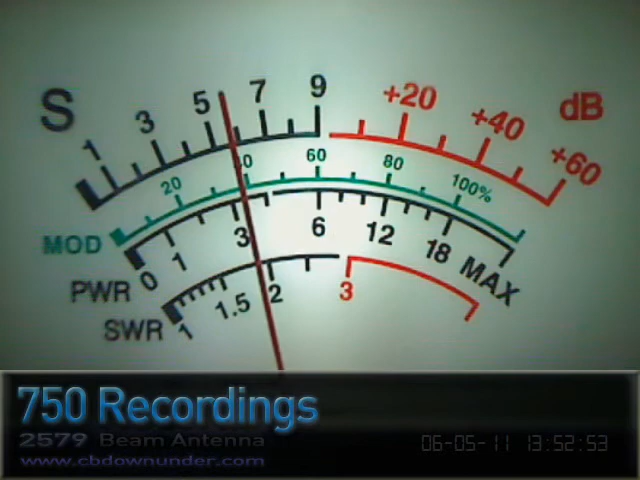 S 1 3 5 7 9 +20 +40 +60 dB
MOD 20 40 60 80 100%
PWR 0 1 3 6 12 18 MAX
SWR 1 1.5 2 3
750 Recordings
2579 Beam Antenna
www.cbdownunder.com
06-05-11 13:52:53